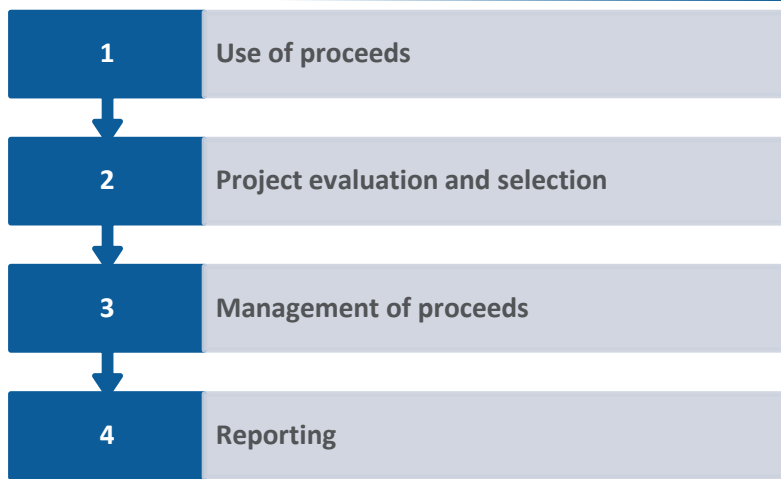 1 Use of proceeds
2 Project evaluation and selection
3 Management of proceeds
4 Reporting